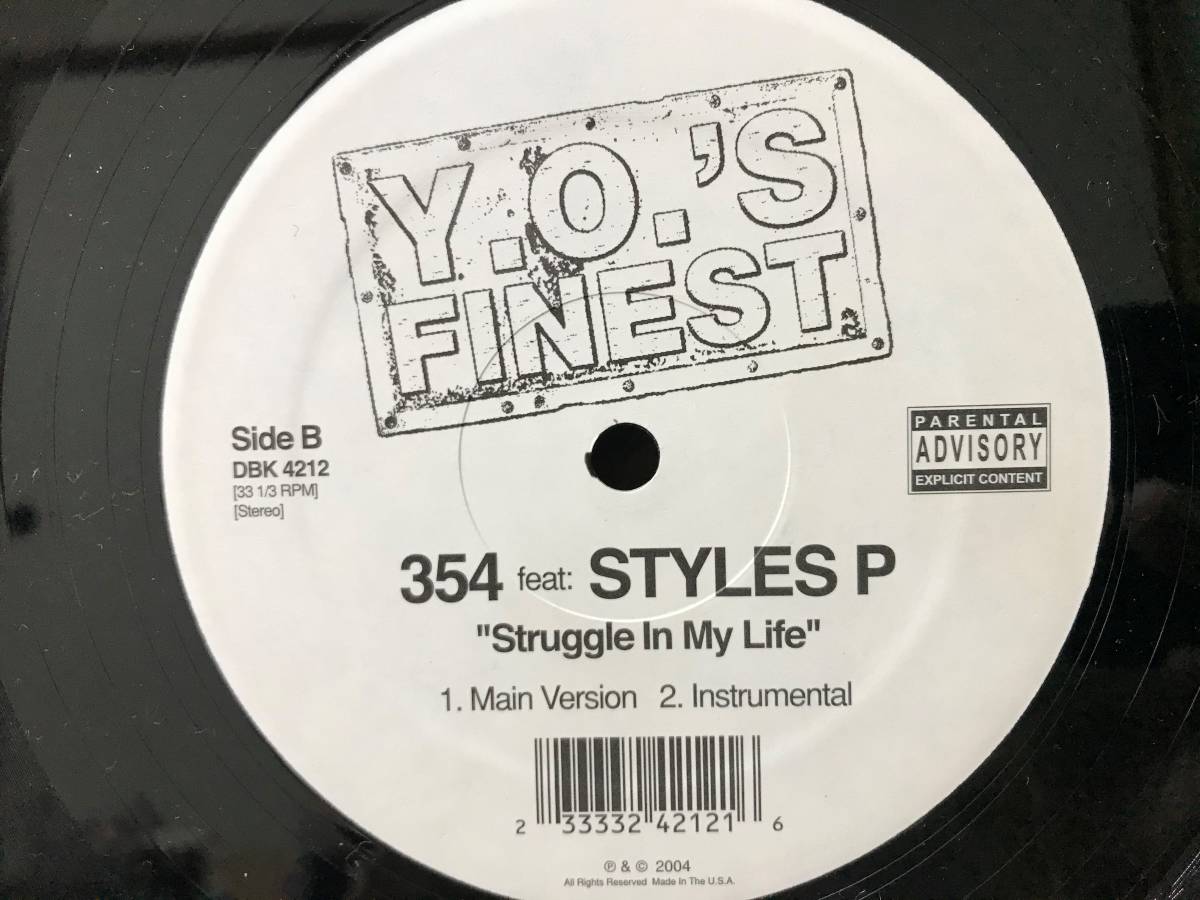 Y.O.'S
FINEST
Side B
DBK 4212
[33 1/3 RPM]
[Stereo]
PARENTAL
ADVISORY
EXPLICIT CONTENT
354 feat: STYLES P
"Struggle In My Life"
1. Main Version 2. Instrumental
2 33332 42121 6
℗ & © 2004
All Rights Reserved Made In The U.S.A.